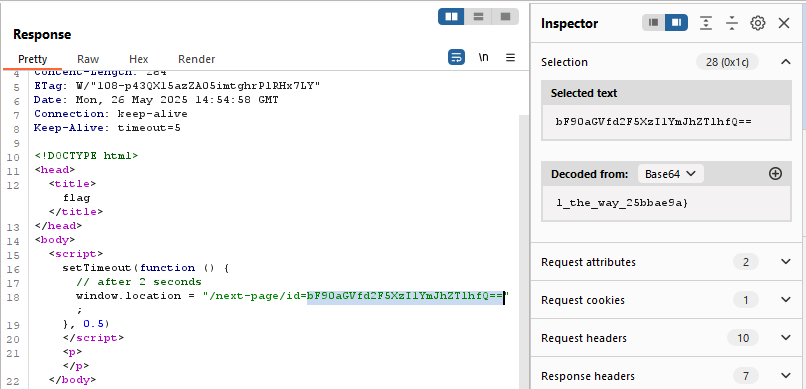 Response
Pretty Raw Hex Render
\n
4 Content-Length: 284
5 ETag: W/"108-p43QX15azZA05imtghrPlRHx7LY"
6 Date: Mon, 26 May 2025 14:54:58 GMT
7 Connection: keep-alive
8 Keep-Alive: timeout=5
9
10 <!DOCTYPE html>
11 <head>
12 <title>
flag
</title>
13 </head>
14 <body>
15 <script>
16 setTimeout(function () {
17 // after 2 seconds
18 window.location = "/next-page/id=bF90aGVfd2F5XzI1YmJhZTlhfQ=="
;
19 }, 0.5)
20 </script>
21 <p>
</p>
22 </body>
Inspector
Selection 28 (0x1c)
Selected text
bF90aGVfd2F5XzI1YmJhZTlhfQ==
Decoded from: Base64
l_the_way_25bbae9a}
Request attributes 2
Request cookies 1
Request headers 10
Response headers 7